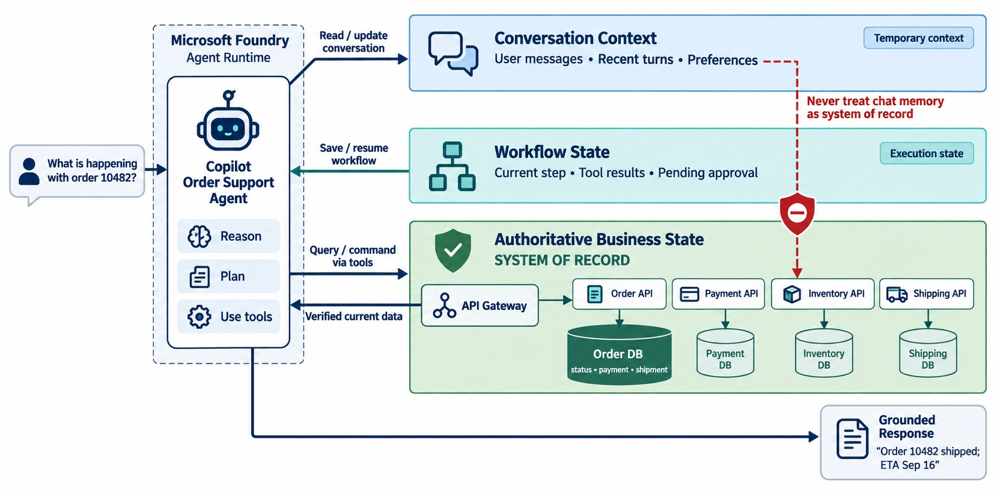 Microsoft Foundry
Agent Runtime
What is happening
with order 10482?
Copilot
Order Support
Agent
Reason
Plan
Use tools
Read / update
conversation
Save / resume
workflow
Query / command
via tools
Verified current data
Conversation Context
User messages • Recent turns • Preferences
Temporary context
Never treat chat memory
as system of record
Workflow State
Current step • Tool results • Pending approval
Execution state
Authoritative Business State
SYSTEM OF RECORD
API Gateway
Order API
Payment API
Inventory API
Shipping API
Order DB
status • payment • shipment
Payment
DB
Inventory
DB
Shipping
DB
Grounded
Response
“Order 10482 shipped;
ETA Sep 16”